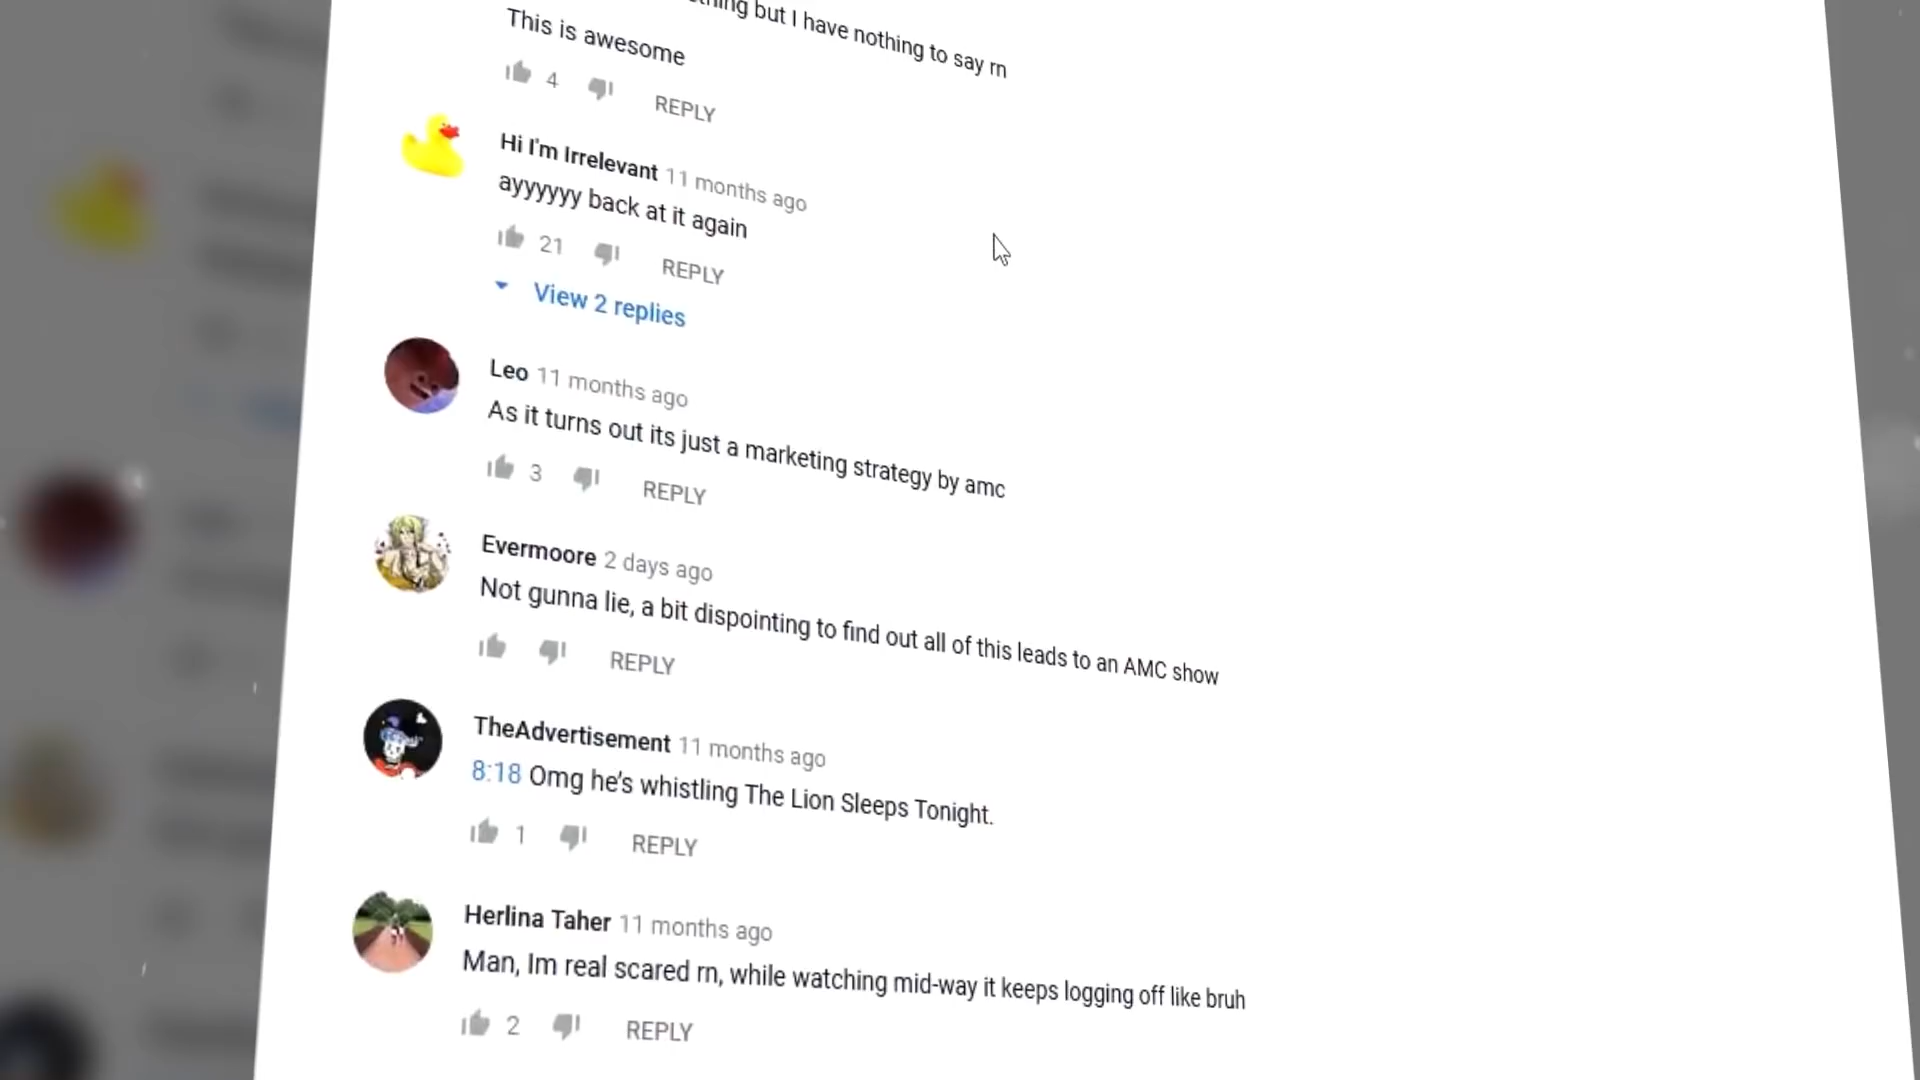 but I have nothing to say rn
This is awesome
4 REPLY
Hi I'm Irrelevant 11 months ago
ayyyyyy back at it again
21 REPLY
View 2 replies
Leo 11 months ago
As it turns out its just a marketing strategy by amc
3 REPLY
Evermoore 2 days ago
Not gunna lie, a bit dispointing to find out all of this leads to an AMC show
REPLY
TheAdvertisement 11 months ago
8:18 Omg he's whistling The Lion Sleeps Tonight.
1 REPLY
Herlina Taher 11 months ago
Man, Im real scared rn, while watching mid-way it keeps logging off like bruh
2 REPLY